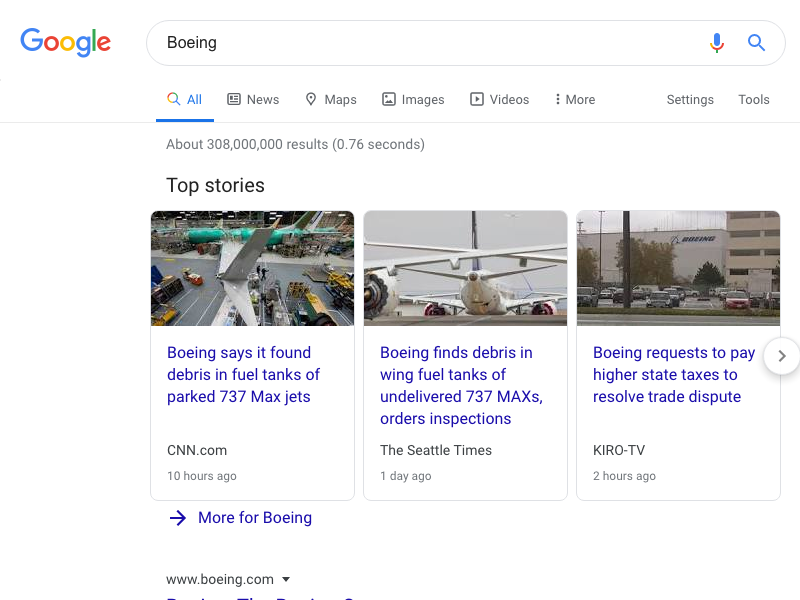 Google
Boeing
All News Maps Images Videos More Settings Tools
About 308,000,000 results (0.76 seconds)
Top stories
BOEING
Boeing says it found
debris in fuel tanks of
parked 737 Max jets
CNN.com
10 hours ago
Boeing finds debris in
wing fuel tanks of
undelivered 737 MAXs,
orders inspections
The Seattle Times
1 day ago
Boeing requests to pay
higher state taxes to
resolve trade dispute
KIRO-TV
2 hours ago
More for Boeing
www.boeing.com